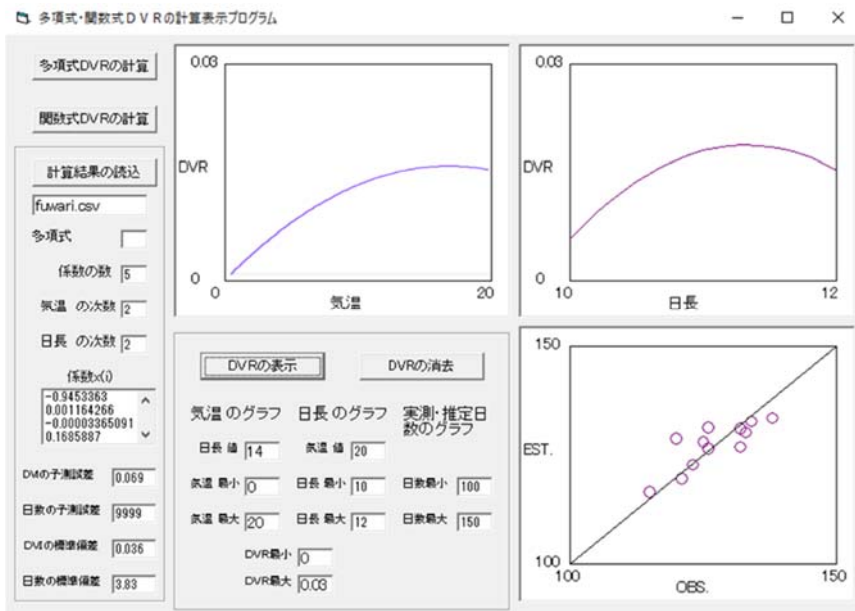 多項式・関数式ＤＶＲの計算表示プログラム
多項式DVRの計算
関数式DVRの計算
計算結果の読込
fuwari.csv
多項式
係数の数 5
気温 の次数 2
日長 の次数 2
係数x(i)
-0.9453363
0.001164266
-0.00003365091
0.1685887
DVIの予測誤差 0.069
日数の予測誤差 9999
DVIの標準偏差 0.036
日数の標準偏差 3.83
0.03
DVR
0
0 気温 20
0.03
DVR
0
10 日長 12
DVRの表示 DVRの消去
気温 のグラフ 日長 のグラフ 実測・推定日数のグラフ
日長 値 14 気温 値 20
気温 最小 0 日長 最小 10 日数最小 100
気温 最大 20 日長 最大 12 日数最大 150
DVR最小 0
DVR最大 0.03
150
EST.
100
100 OBS. 150